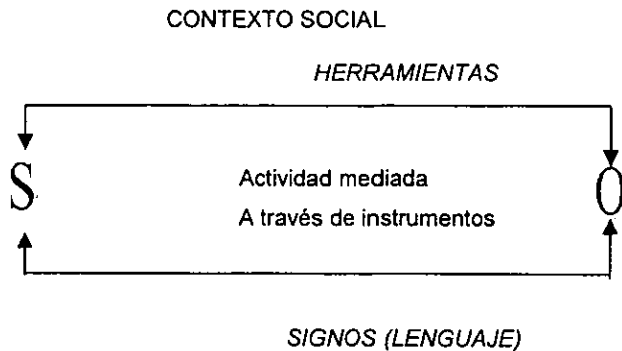 CONTEXTO SOCIAL
HERRAMIENTAS
S
O
Actividad mediada
A través de instrumentos
SIGNOS (LENGUAJE)